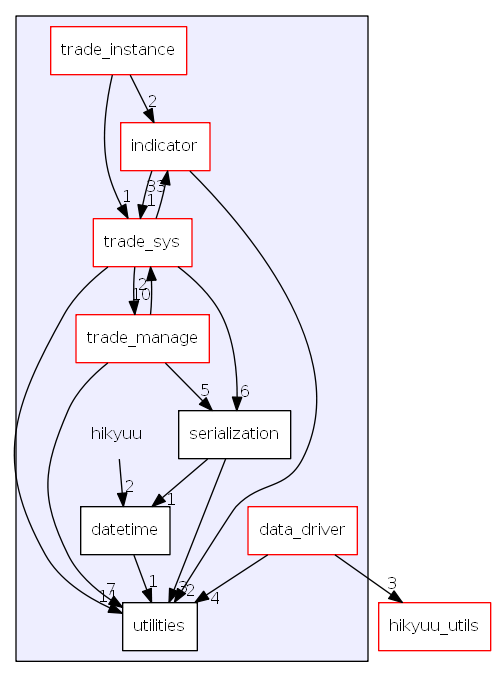 trade_instance
2
indicator
1
33
1
trade_sys
2
10
trade_manage
5
6
hikyuu
serialization
2
1
datetime
data_driver
1
7
11
3
2
4
3
utilities
hikyuu_utils